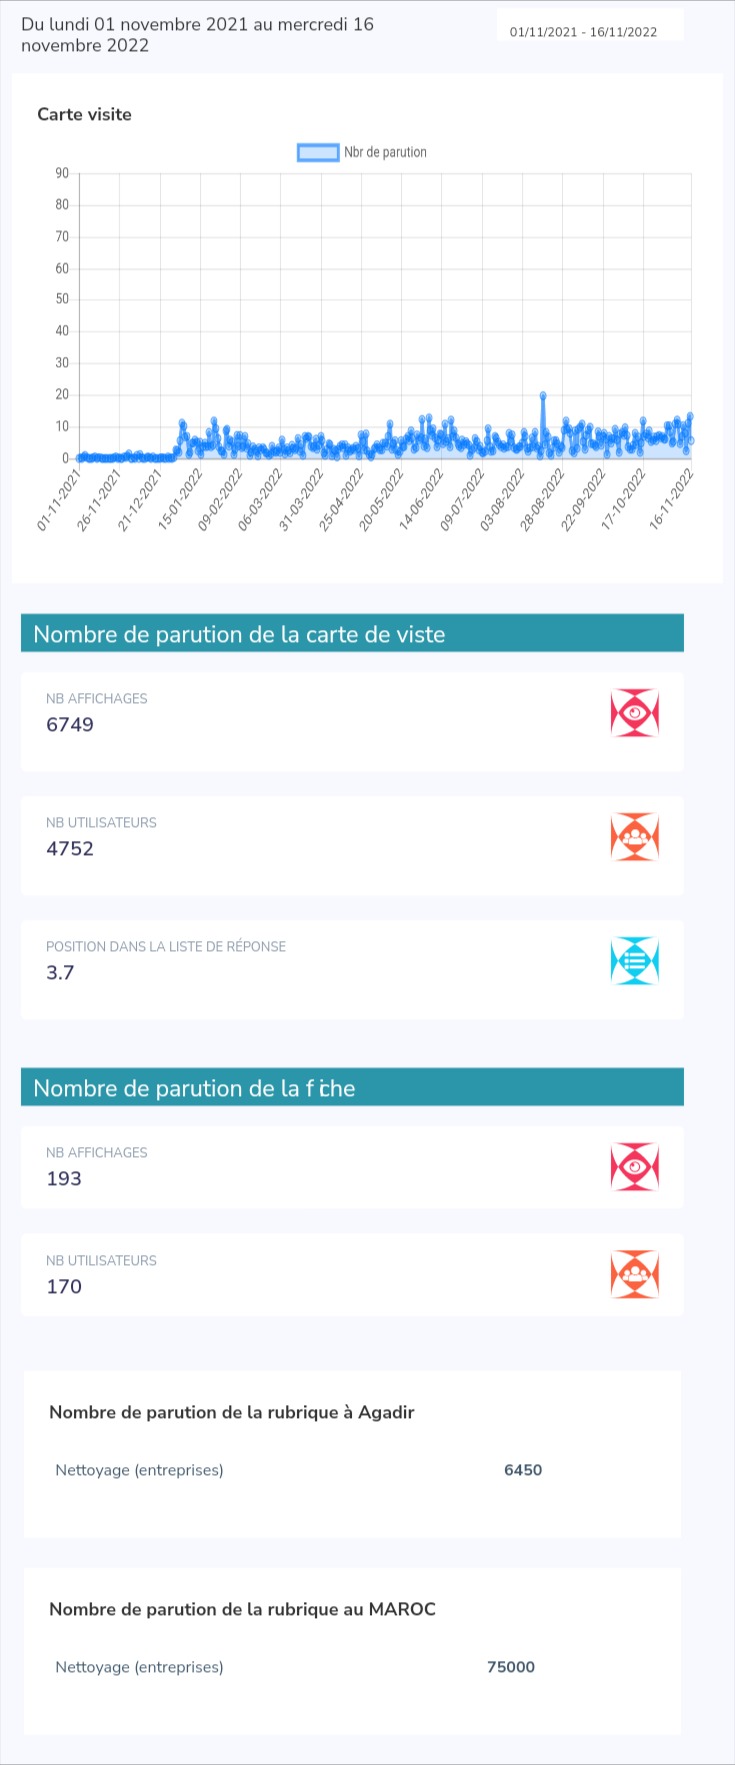 Du lundi 01 novembre 2021 au mercredi 16
novembre 2022
01/11/2021 - 16/11/2022
Carte visite
Nbr de parution
90
80
70
60
50
40
30
20
10
0
01-11-2021
26-11-2021
21-12-2021
15-01-2022
09-02-2022
06-03-2022
31-03-2022
25-04-2022
20-05-2022
14-06-2022
09-07-2022
03-08-2022
28-08-2022
22-09-2022
17-10-2022
16-11-2022
Nombre de parution de la carte de viste
NB AFFICHAGES
6749
NB UTILISATEURS
4752
POSITION DANS LA LISTE DE RÉPONSE
3.7
Nombre de parution de la fiche
NB AFFICHAGES
193
NB UTILISATEURS
170
Nombre de parution de la rubrique à Agadir
Nettoyage (entreprises) 6450
Nombre de parution de la rubrique au MAROC
Nettoyage (entreprises) 75000